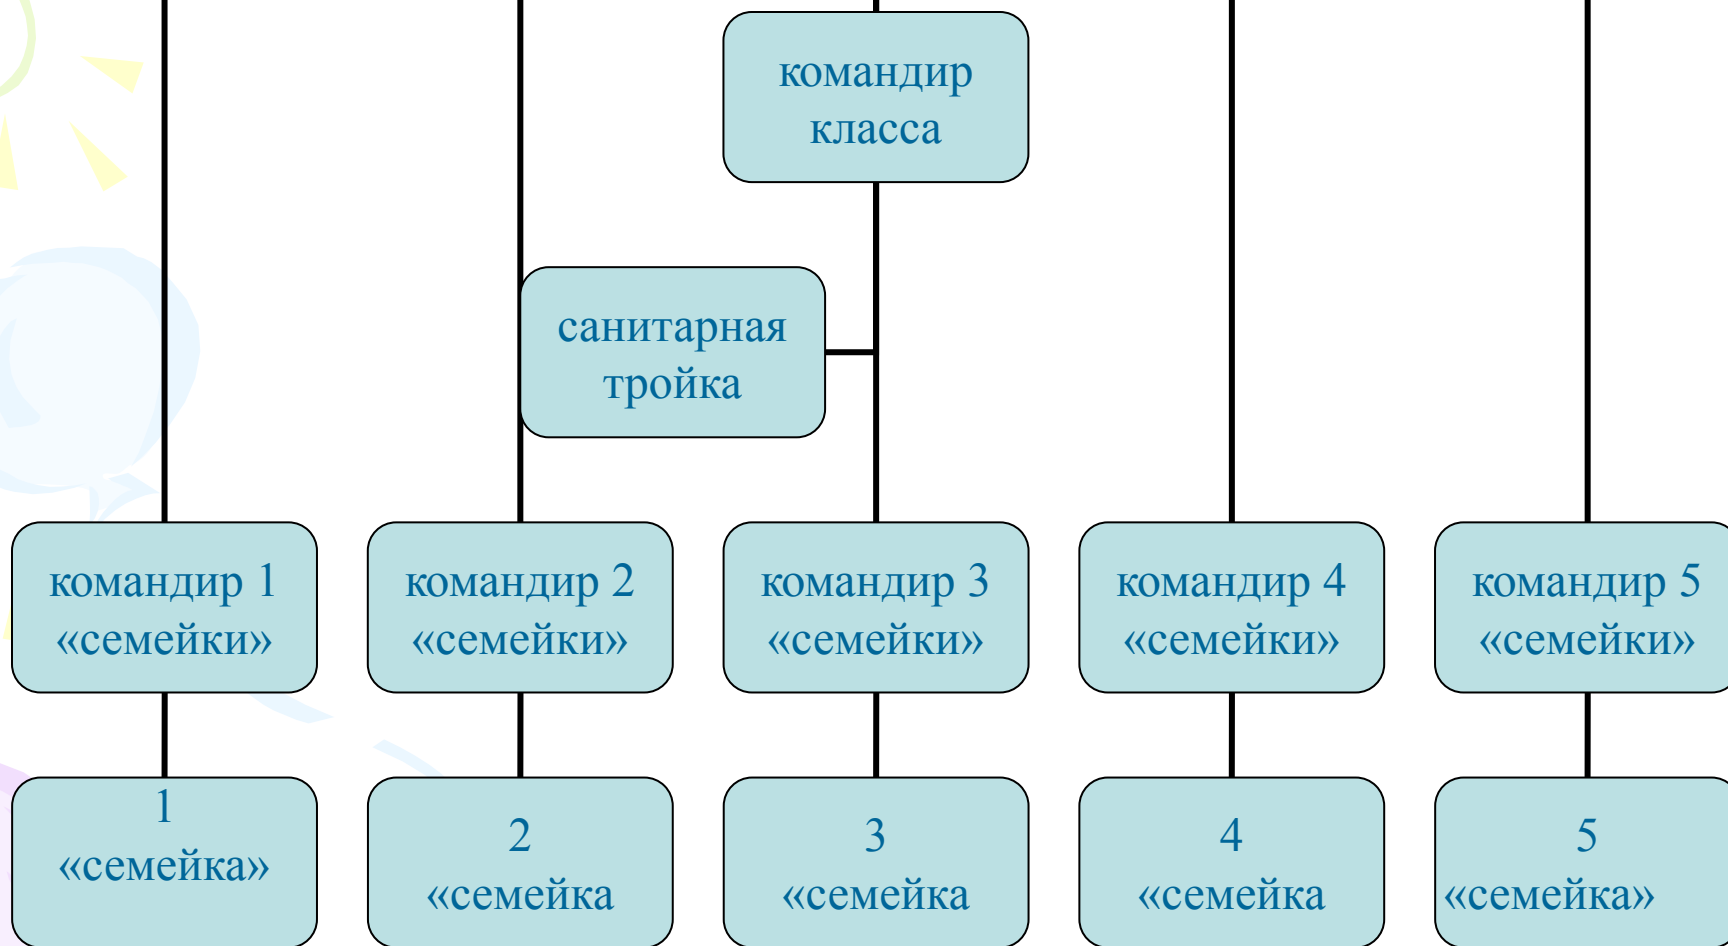 командир
класса
санитарная
тройка
командир 1
«семейки»
командир 2
«семейки»
командир 3
«семейки»
командир 4
«семейки»
командир 5
«семейки»
1
«семейка»
2
«семейка
3
«семейка
4
«семейка
5
«семейка»